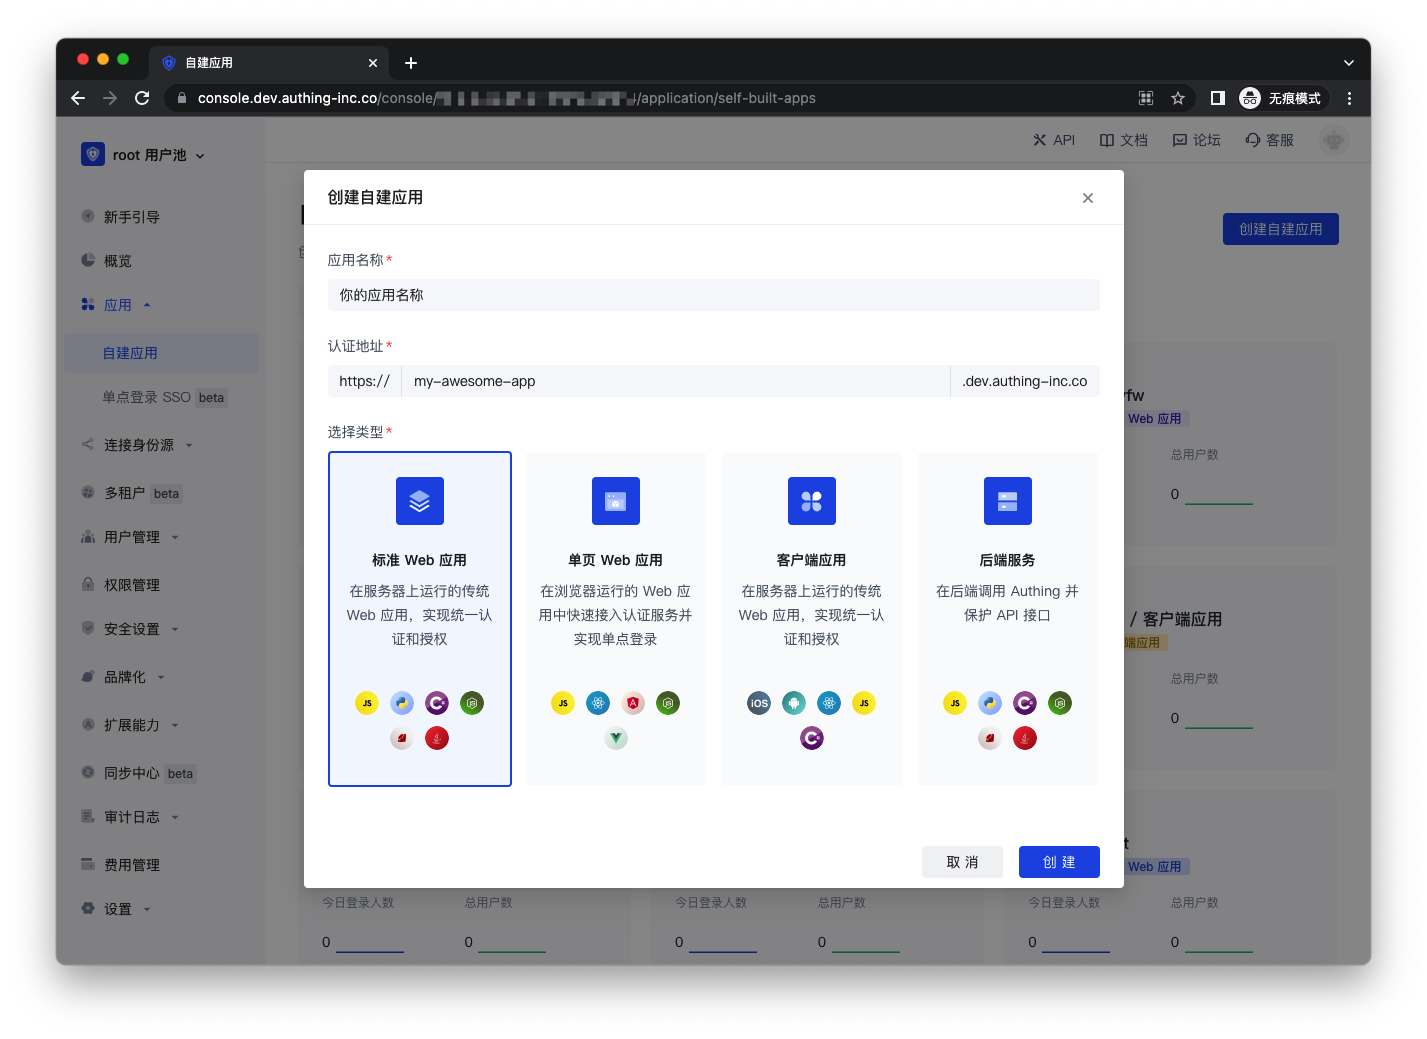 自建应用
console.dev.authing-inc.co/console/
/application/self-built-apps
无痕模式
root 用户池
API
文档
论坛
客服
新手引导
概览
应用
自建应用
单点登录 SSO beta
连接身份源
多租户 beta
用户管理
权限管理
安全设置
品牌化
扩展能力
同步中心 beta
审计日志
费用管理
设置
创建自建应用
创建自建应用
应用名称*
你的应用名称
认证地址*
https:// my-awesome-app .dev.authing-inc.co
选择类型*
标准 Web 应用
在服务器上运行的传统
Web 应用，实现统一认
证和授权
JS
单页 Web 应用
在浏览器运行的 Web 应
用中快速接入认证服务并
实现单点登录
JS
客户端应用
在服务器上运行的传统
Web 应用，实现统一认
证和授权
iOS
JS
后端服务
在后端调用 Authing 并
保护 API 接口
JS
取 消
创 建
Web 应用
总用户数
0
/ 客户端应用
端应用
总用户数
0
Web 应用
今日登录人数 总用户数 今日登录人数 总用户数 今日登录人数 总用户数
0 0 0 0 0 0